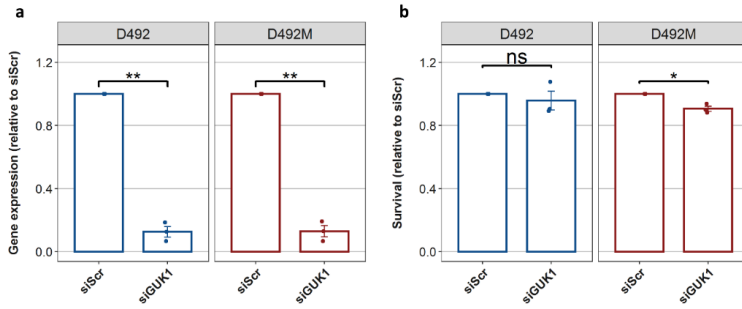 a
D492 D492M
Gene expression (relative to siScr)
1.2
0.8
0.4
0.0
** **
siScr siGUK1 siScr siGUK1
b
D492 D492M
Survival (relative to siScr)
1.2
0.8
0.4
0.0
ns *
siScr siGUK1 siScr siGUK1